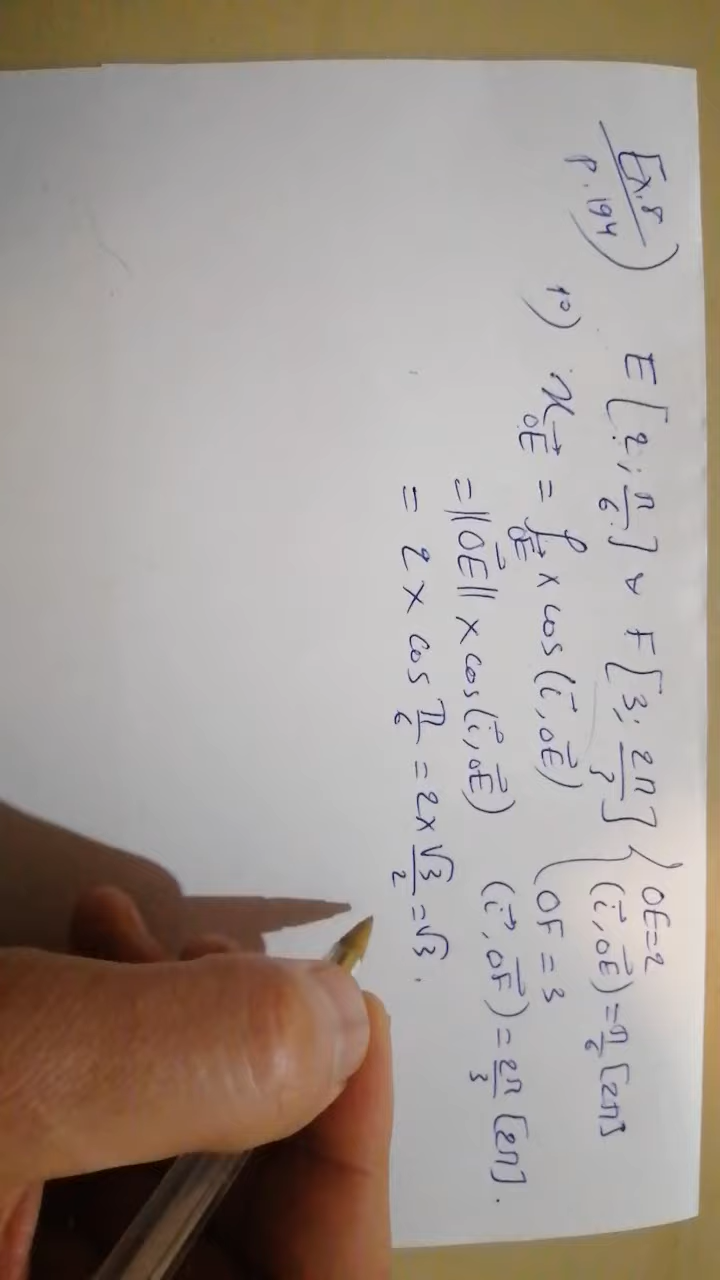 Ex.8
p.194)
E[2; π/6] & F[3; 2π/3] { OE=2
(i⃗, OE⃗) = π/6 [2π]
1°) x_OE⃗ = ρ_OE⃗ × cos(i⃗, OE⃗)
{ OF = 3
= ||OE⃗|| × cos(i⃗, OE⃗)
(i⃗, OF⃗) = 2π/3 [2π].
= 2 × cos π/6 = 2 × √3/2 = √3.